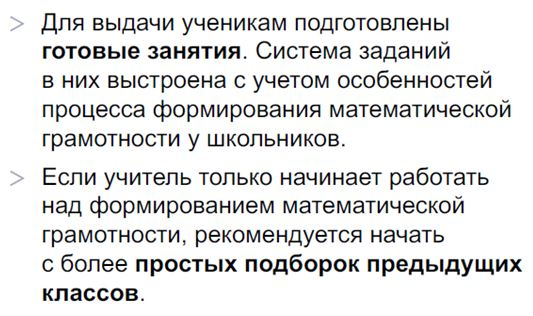 > Для выдачи ученикам подготовлены
готовые занятия. Система заданий
в них выстроена с учетом особенностей
процесса формирования математической
грамотности у школьников.
> Если учитель только начинает работать
над формированием математической
грамотности, рекомендуется начать
с более простых подборок предыдущих
классов.